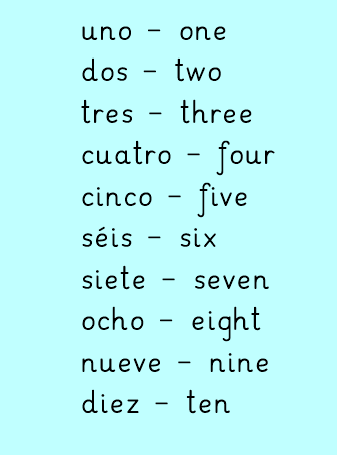 uno – one
dos – two
tres – three
cuatro – four
cinco – five
séis – six
siete – seven
ocho – eight
nueve – nine
diez – ten